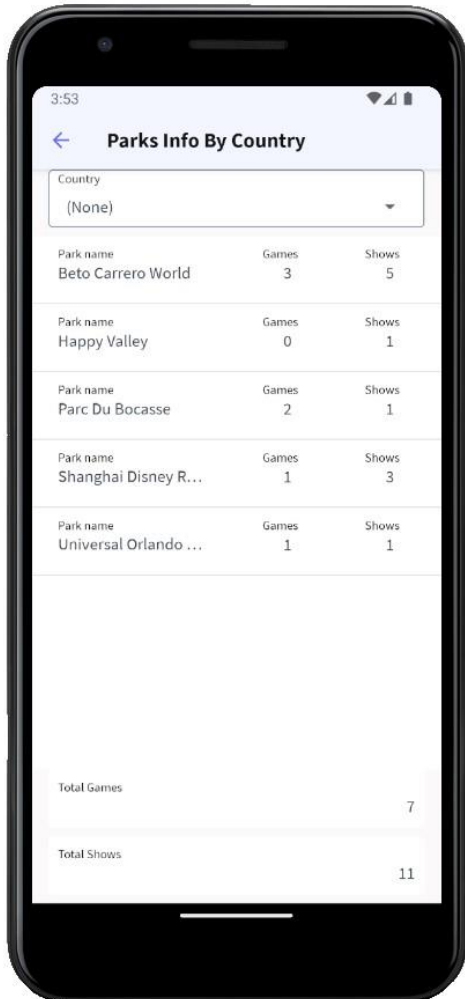 3:53
Parks Info By Country
Country
(None)
Park name Games Shows
Beto Carrero World 3 5
Park name Games Shows
Happy Valley 0 1
Park name Games Shows
Parc Du Bocasse 2 1
Park name Games Shows
Shanghai Disney R... 1 3
Park name Games Shows
Universal Orlando ... 1 1
Total Games
7
Total Shows
11